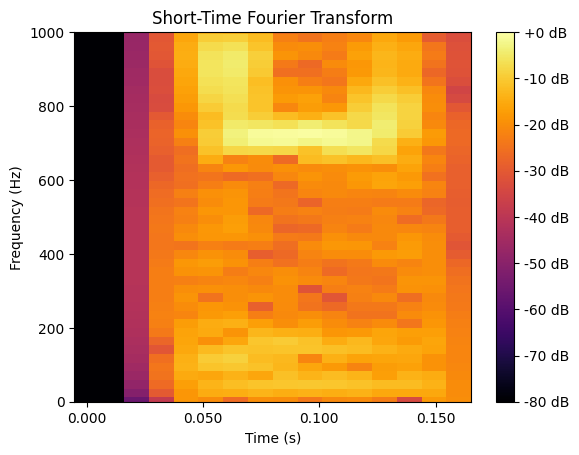 Short-Time Fourier Transform
1000
800
600
400
200
0
Frequency (Hz)
0.000
0.050
0.100
0.150
Time (s)
+0 dB
-10 dB
-20 dB
-30 dB
-40 dB
-50 dB
-60 dB
-70 dB
-80 dB